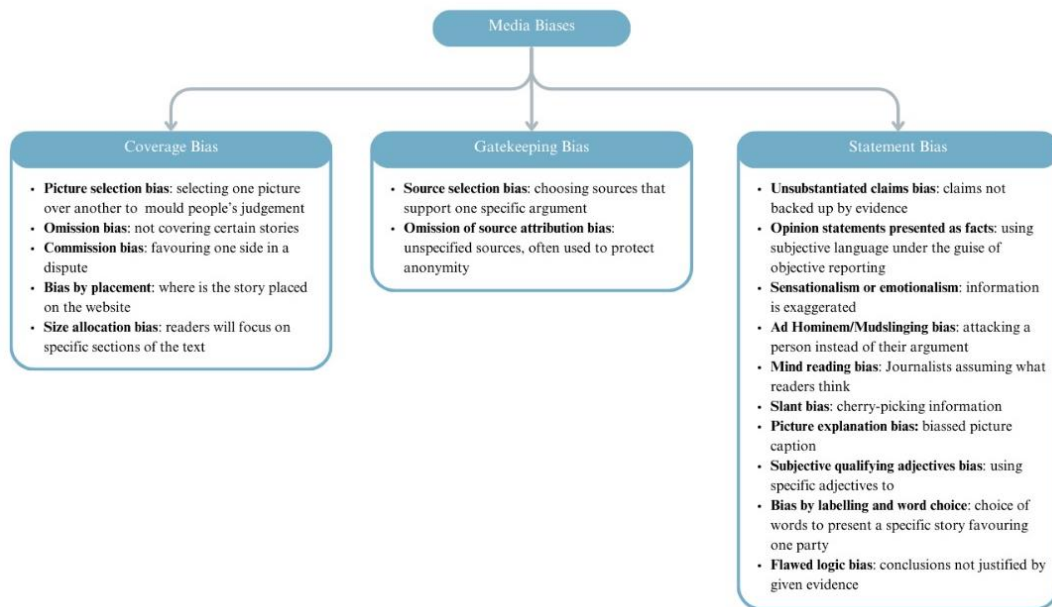 Media Biases
Coverage Bias
• Picture selection bias: selecting one picture
over another to mould people's judgement
• Omission bias: not covering certain stories
• Commission bias: favouring one side in a
dispute
• Bias by placement: where is the story placed
on the website
• Size allocation bias: readers will focus on
specific sections of the text
Gatekeeping Bias
• Source selection bias: choosing sources that
support one specific argument
• Omission of source attribution bias:
unspecified sources, often used to protect
anonymity
Statement Bias
• Unsubstantiated claims bias: claims not
backed up by evidence
• Opinion statements presented as facts: using
subjective language under the guise of
objective reporting
• Sensationalism or emotionalism: information
is exaggerated
• Ad Hominem/Mudslinging bias: attacking a
person instead of their argument
• Mind reading bias: Journalists assuming what
readers think
• Slant bias: cherry-picking information
• Picture explanation bias: biassed picture
caption
• Subjective qualifying adjectives bias: using
specific adjectives to
• Bias by labelling and word choice: choice of
words to present a specific story favouring
one party
• Flawed logic bias: conclusions not justified by
given evidence